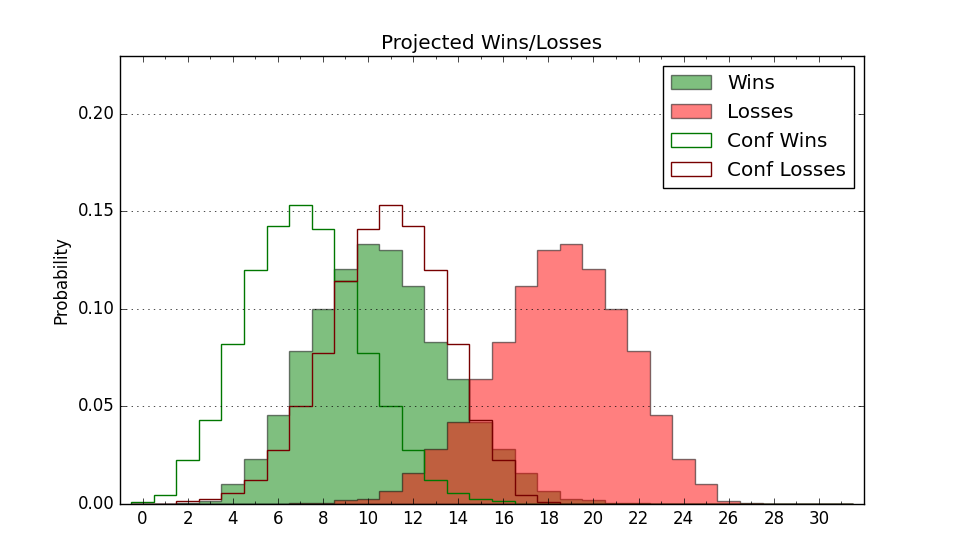 Projected Wins/Losses
Wins
Losses
Conf Wins
Conf Losses
Probability
0.20
0.15
0.10
0.05
0.00
0 2 4 6 8 10 12 14 16 18 20 22 24 26 28 30